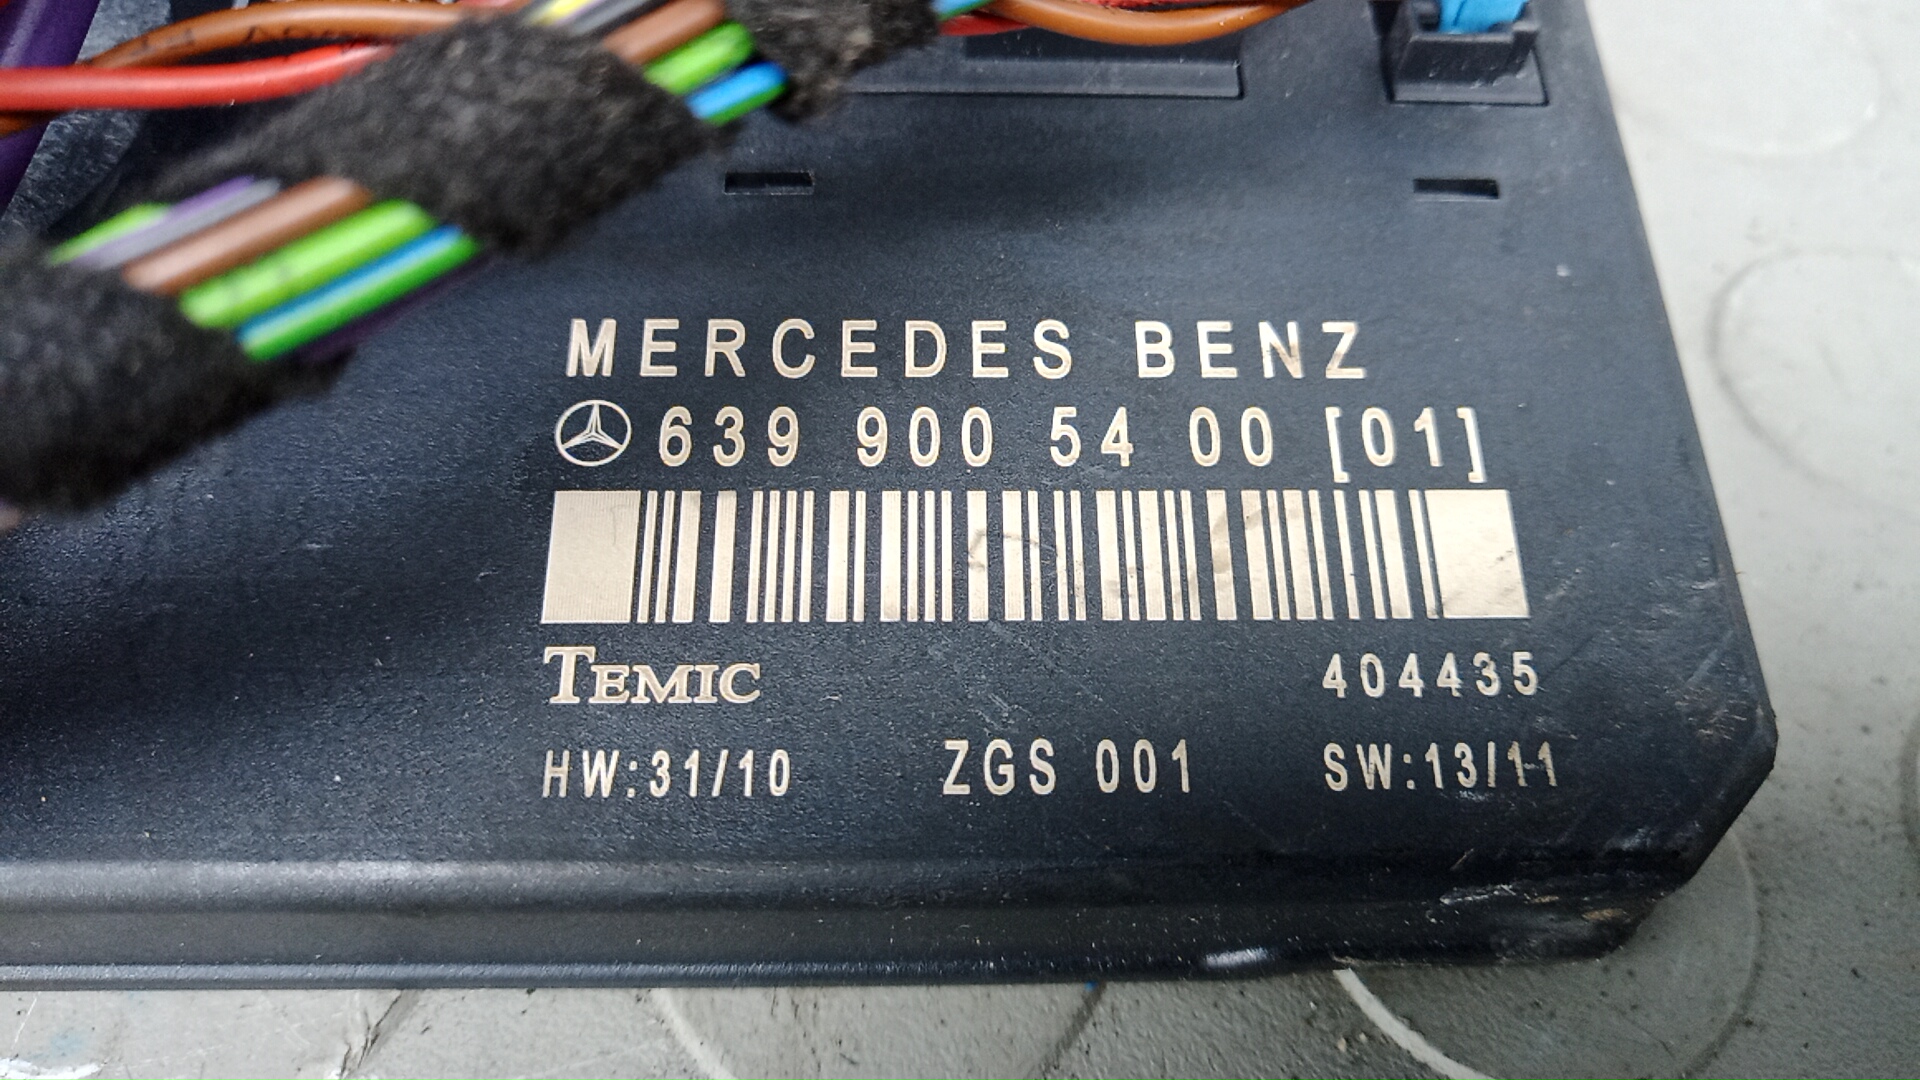 MERCEDES BENZ
639 900 54 00 [01]
TEMIC
404435
HW:31/10 ZGS 001 SW:13/11